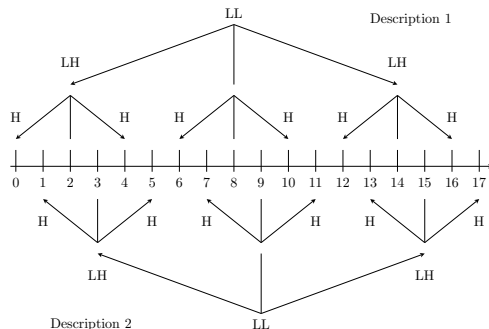 LL
Description 1
LH LH
H H H H H H
0 1 2 3 4 5 6 7 8 9 10 11 12 13 14 15 16 17
H H H H H H
LH LH
Description 2 LL